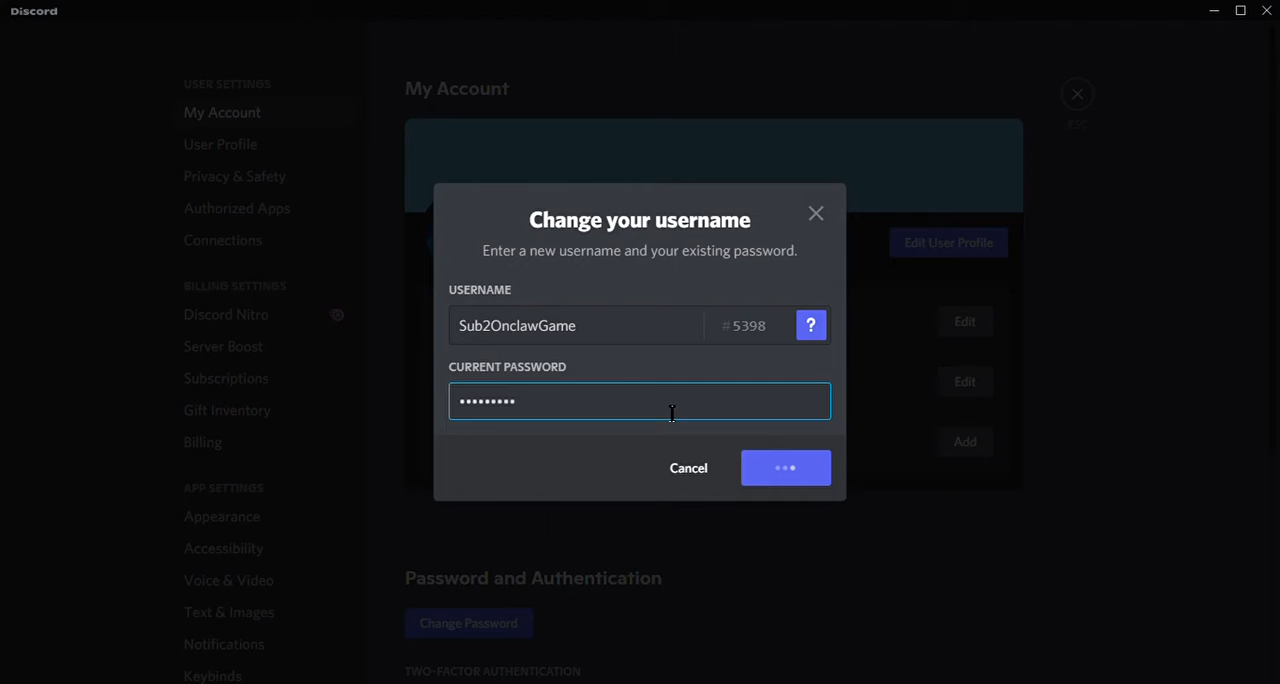 Discord
USER SETTINGS
My Account
User Profile
Privacy & Safety
Authorized Apps
Connections
BILLING SETTINGS
Discord Nitro
Server Boost
Subscriptions
Gift Inventory
Billing
APP SETTINGS
Appearance
Accessibility
Voice & Video
Text & Images
Notifications
Keybinds
My Account
ESC
Edit User Profile
Edit
Edit
Add
Change your username
Enter a new username and your existing password.
USERNAME
Sub2OnclawGame #5398 ?
CURRENT PASSWORD
•••••••••
Cancel
Password and Authentication
Change Password
TWO-FACTOR AUTHENTICATION